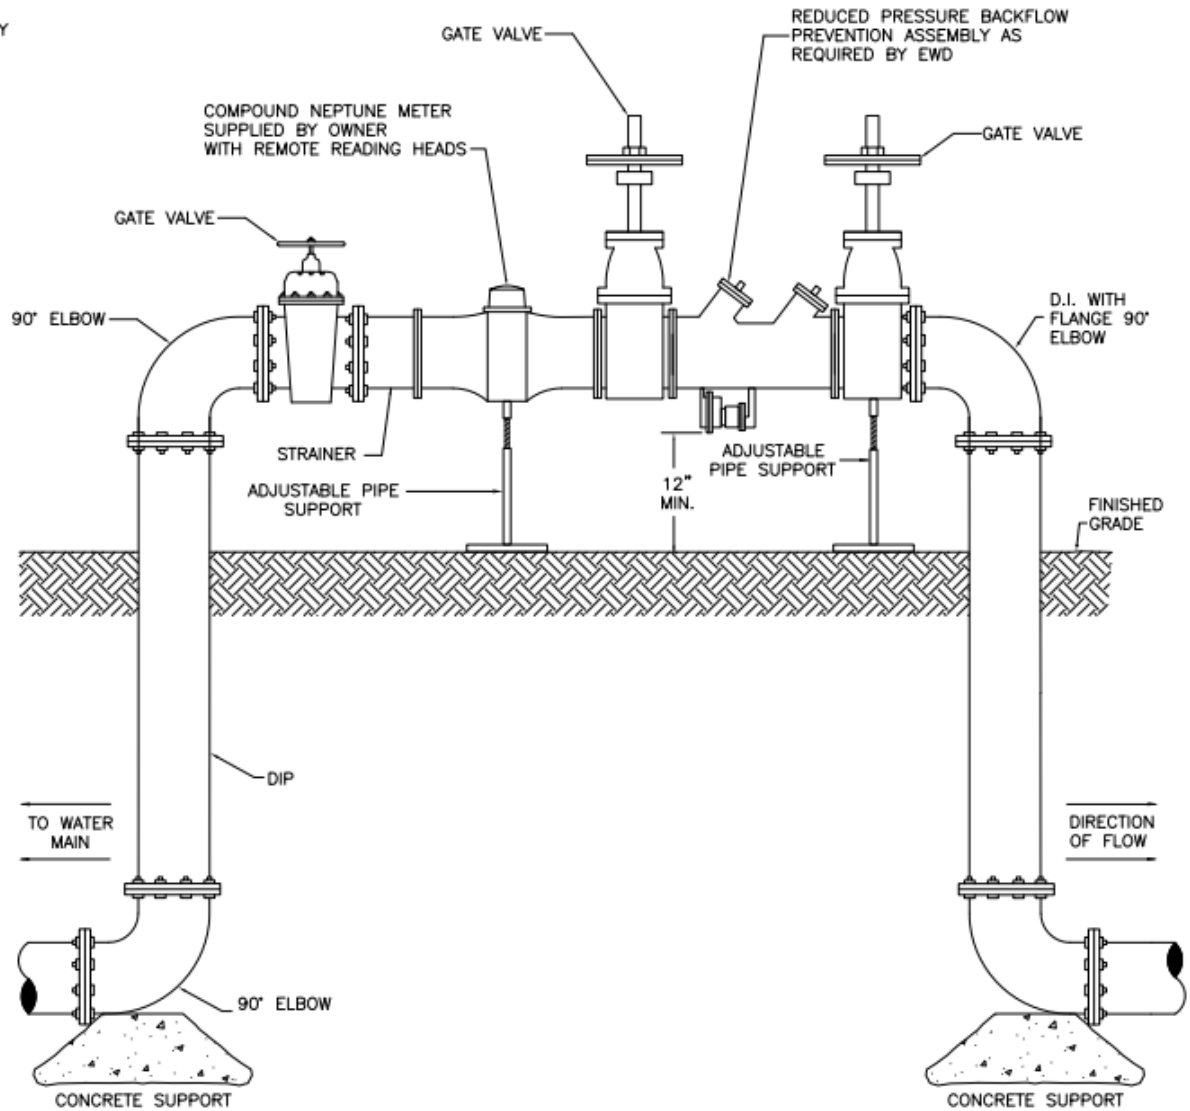 Y
GATE VALVE
REDUCED PRESSURE BACKFLOW
PREVENTION ASSEMBLY AS
REQUIRED BY EWD
COMPOUND NEPTUNE METER
SUPPLIED BY OWNER
WITH REMOTE READING HEADS
GATE VALVE
GATE VALVE
90° ELBOW
D.I. WITH
FLANGE 90°
ELBOW
STRAINER
ADJUSTABLE PIPE
SUPPORT
ADJUSTABLE
PIPE SUPPORT
12"
MIN.
FINISHED
GRADE
DIP
TO WATER
MAIN
DIRECTION
OF FLOW
90° ELBOW
CONCRETE SUPPORT
CONCRETE SUPPORT